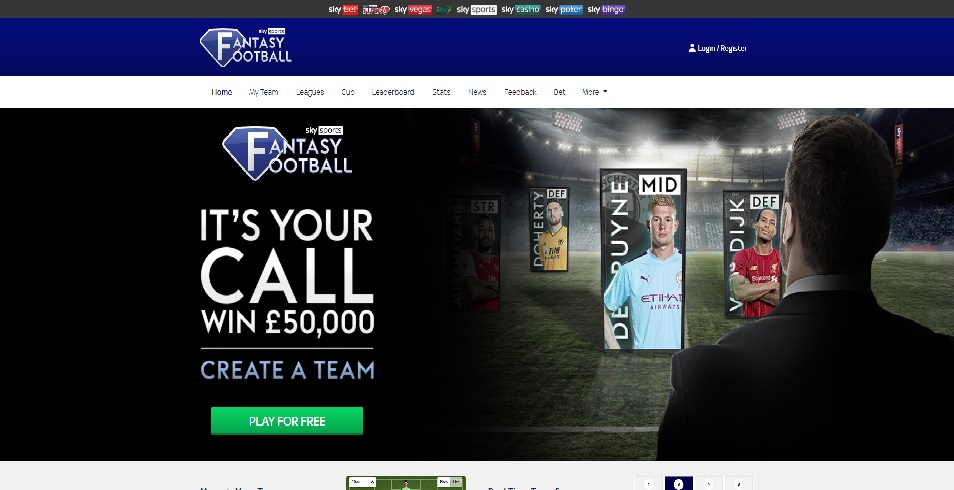 sky bet sky vegas sky sports sky casino sky poker sky bingo
sky sports
FANTASY
FOOTBALL
Login / Register
Home My Team Leagues Cup Leaderboard Stats News Feedback Bet More
sky sports
FANTASY
FOOTBALL
IT'S YOUR
CALL
WIN £50,000
CREATE A TEAM
PLAY FOR FREE
STR
DOHERTY
DEF
DE BRUYNE
MID
ETIHAD
AIRWAYS
DIJK
DEF